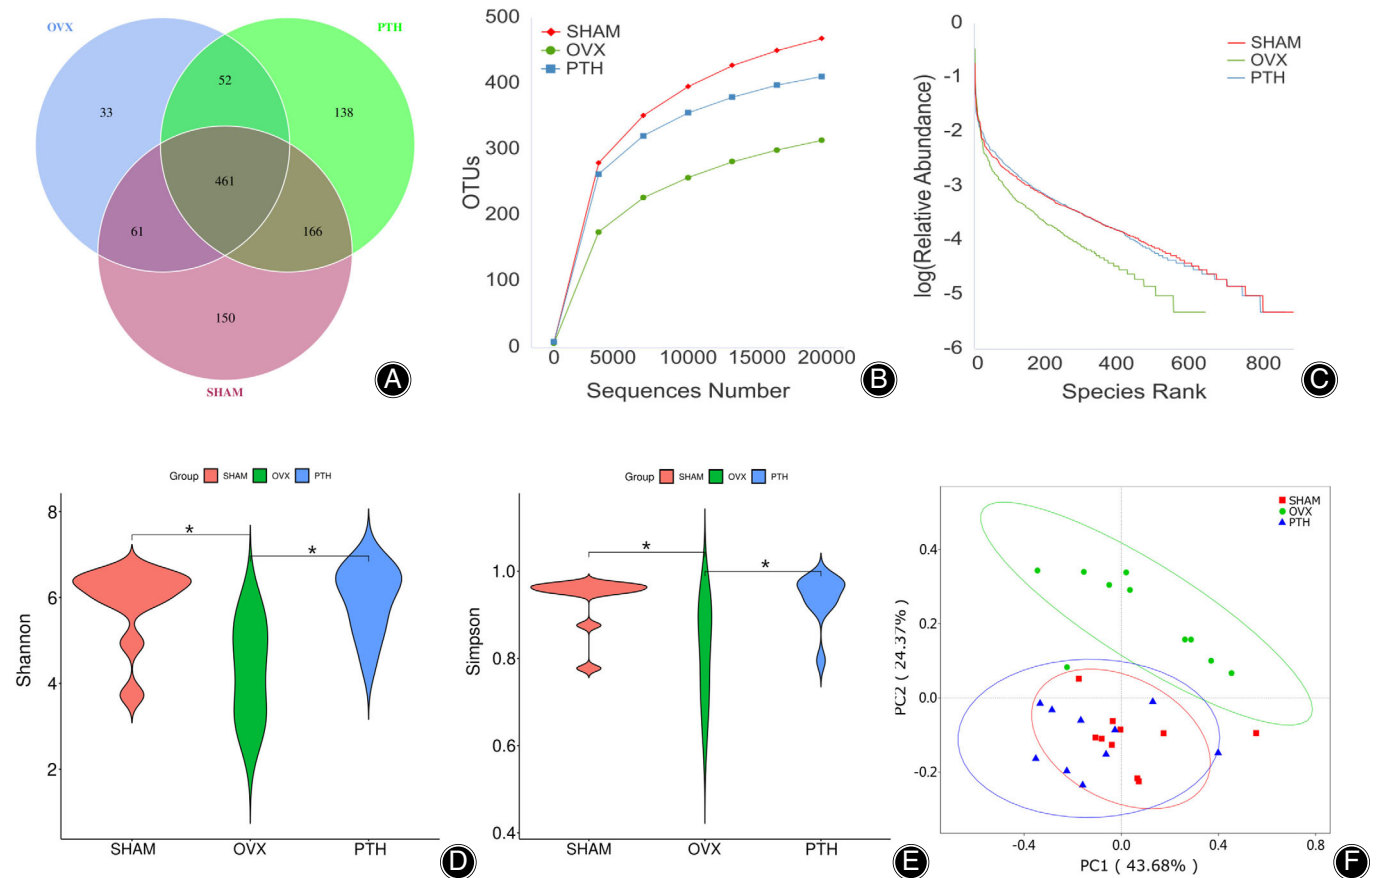 OVX
PTH
52
33
138
461
61
166
150
SHAM
A
500
400
300
200
100
0
OTUs
SHAM
OVX
PTH
0 5000 10000 15000 20000
Sequences Number
B
0
-1
-2
-3
-4
-5
-6
log(Relative Abundance)
SHAM
OVX
PTH
0 200 400 600 800
Species Rank
C
Group SHAM OVX PTH
8
6
4
2
Shannon
*
*
SHAM OVX PTH
D
Group SHAM OVX PTH
1.0
0.8
0.6
0.4
Simpson
*
*
SHAM OVX PTH
E
SHAM
OVX
PTH
0.4
0.2
0.0
-0.2
PC2 ( 24.37% )
-0.4 0.0 0.4 0.8
PC1 ( 43.68% )
F